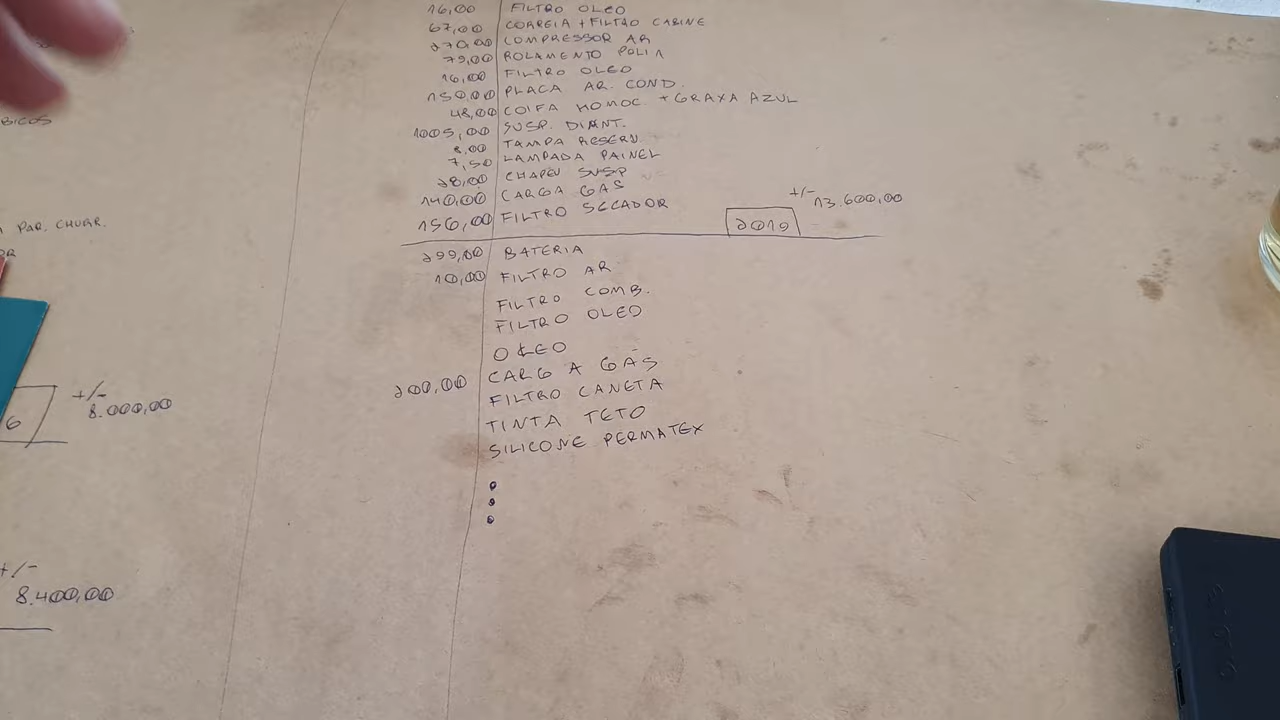 16,00 FILTRO OLEO
67,00 CORREIA + FILTRO CABINE
270,00 COMPRESSOR AR
79,00 ROLAMENTO POLIA
16,00 FILTRO OLEO
150,00 PLACA AR. COND.
48,00 COIFA HOMOC. + GRAXA AZUL
1005,00 SUSP. DIANT.
8,00 TAMPA RESERV.
7,50 LAMPADA PAINEL
28,00 CHAPEU SUSP
140,00 CARGA GAS
156,00 FILTRO SECADOR
2019 +/- 13.600,00
299,00 BATERIA
10,00 FILTRO AR
FILTRO COMB.
FILTRO OLEO
OLEO
200,00 CARGA GÁS
FILTRO CANETA
TINTA TETO
SILICONE PERMATEX
BICOS
PAR. CHUAR.
6 +/- 8.000,00
+/- 8.400,00